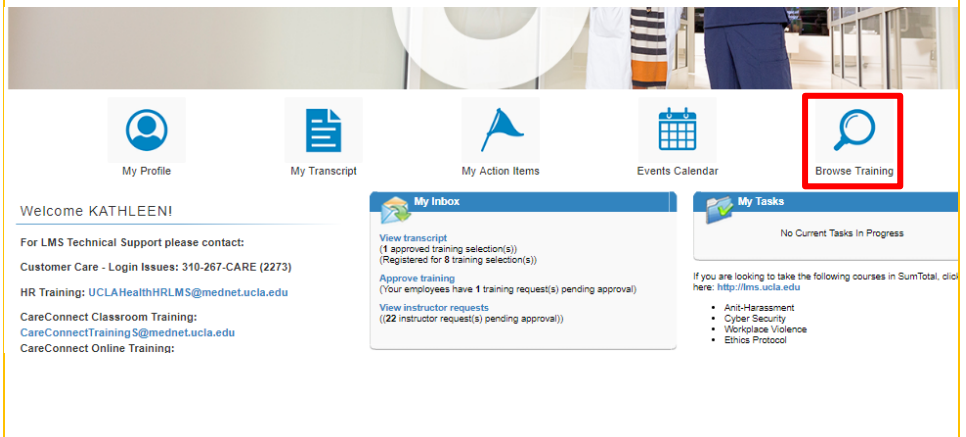 My Profile
My Transcript
My Action Items
Events Calendar
Browse Training
Welcome KATHLEEN!
For LMS Technical Support please contact:
Customer Care - Login Issues: 310-267-CARE (2273)
HR Training: UCLAHealthHRLMS@mednet.ucla.edu
CareConnect Classroom Training:
CareConnectTrainingS@mednet.ucla.edu
CareConnect Online Training:
My Inbox
View transcript
(1 approved training selection(s))
(Registered for 8 training selection(s))
Approve training
(Your employees have 1 training request(s) pending approval)
View instructor requests
((22 instructor request(s) pending approval))
My Tasks
No Current Tasks In Progress
If you are looking to take the following courses in SumTotal, click
here: http://lms.ucla.edu
▪ Anit-Harassment
▪ Cyber Security
▪ Workplace Violence
▪ Ethics Protocol